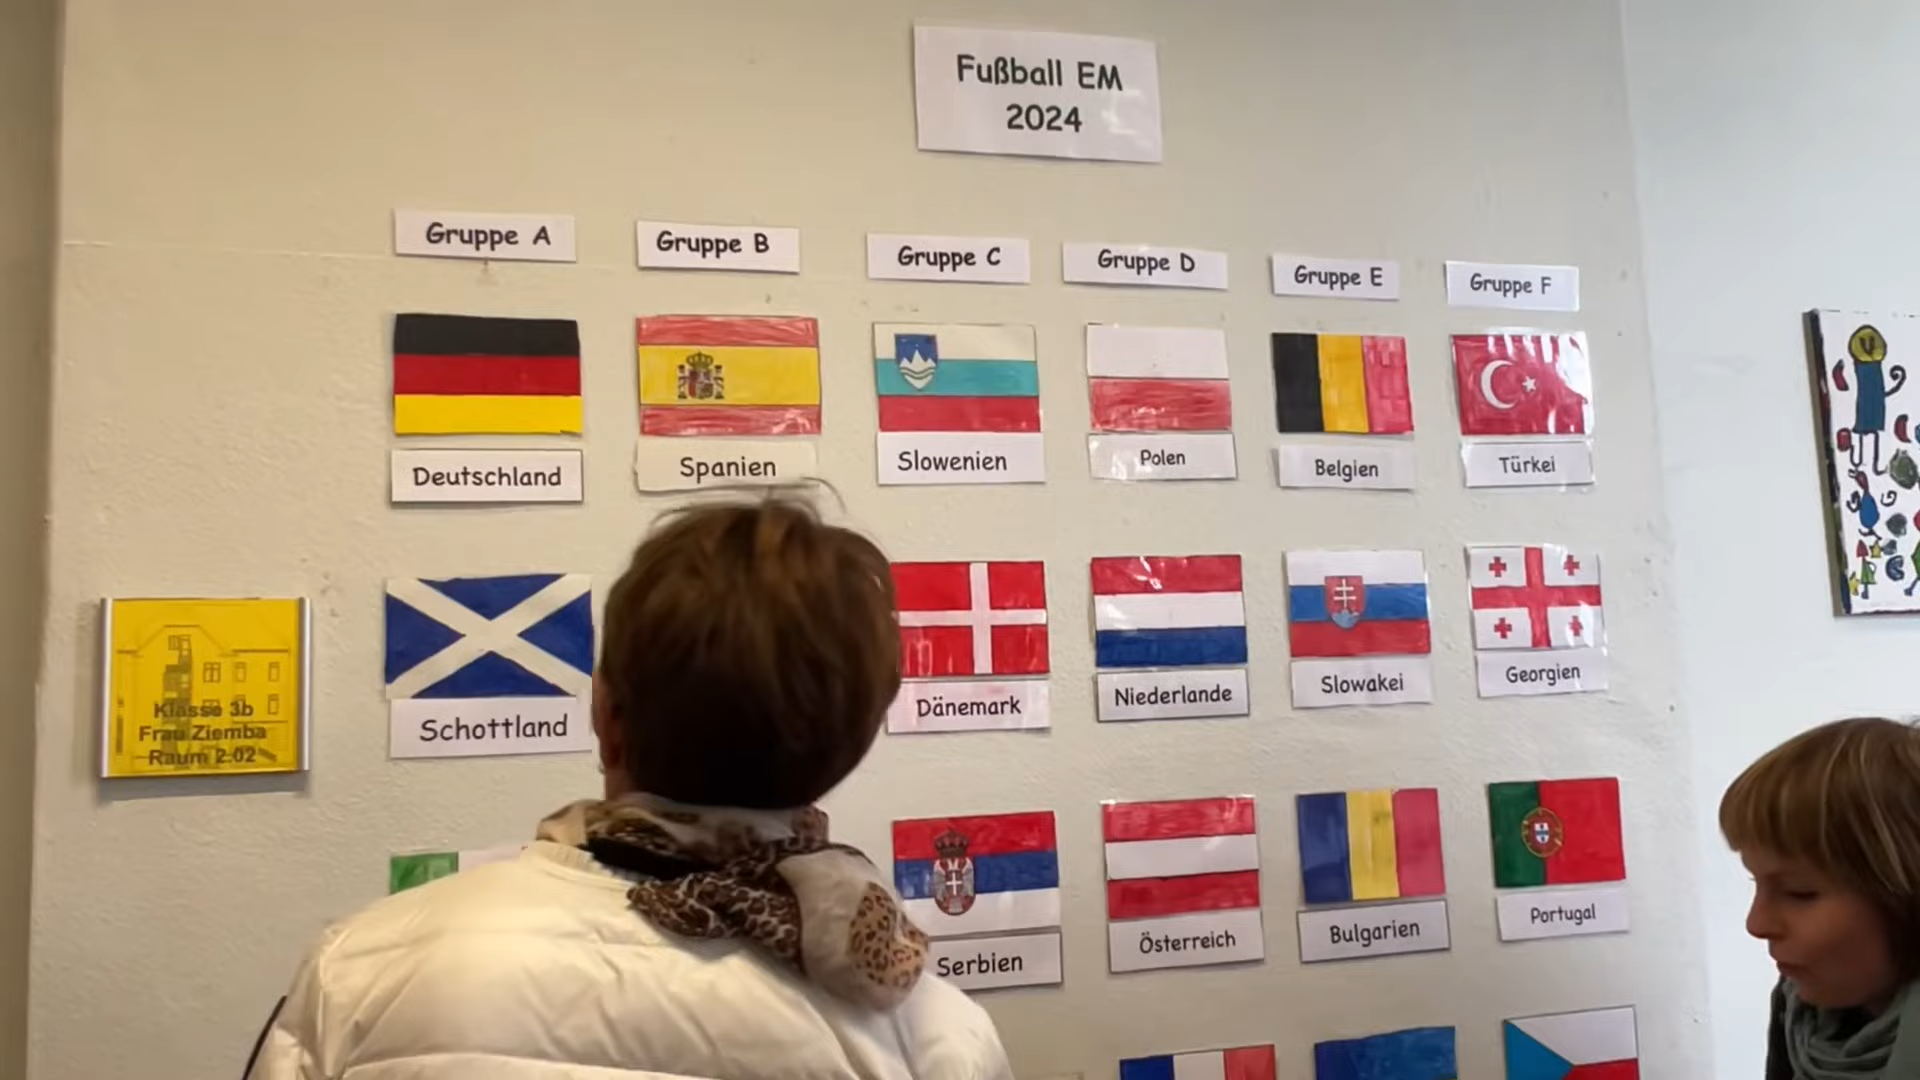 Fußball EM
2024
Gruppe A
Gruppe B
Gruppe C
Gruppe D
Gruppe E
Gruppe F
Deutschland
Spanien
Slowenien
Polen
Belgien
Türkei
Schottland
Dänemark
Niederlande
Slowakei
Georgien
Serbien
Österreich
Bulgarien
Portugal
Klasse 3b
Frau Ziemba
Raum 2.02